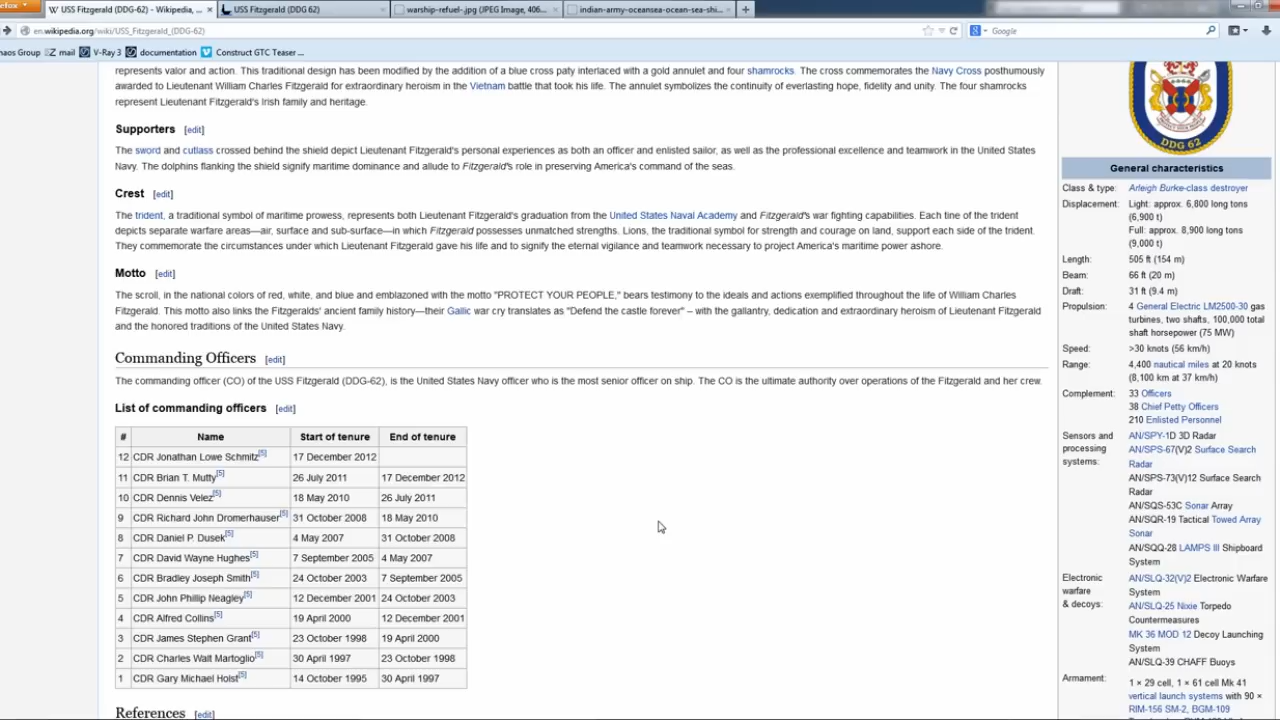 efox
USS Fitzgerald (DDG-62) - Wikipedia, ...
USS Fitzgerald (DDG 62)
warship-refuel-.jpg (JPEG Image, 406...
indian-army-oceansea-ocean-sea-shi...
en.wikipedia.org/wiki/USS_Fitzgerald_(DDG-62)
Google
haos Group
mail
V-Ray 3
documentation
Construct GTC Teaser ...
represents valor and action. This traditional design has been modified by the addition of a blue cross paty interlaced with a gold annulet and four shamrocks. The cross commemorates the Navy Cross posthumously
awarded to Lieutenant William Charles Fitzgerald for extraordinary heroism in the Vietnam battle that took his life. The annulet symbolizes the continuity of everlasting hope, fidelity and unity. The four shamrocks
represent Lieutenant Fitzgerald's Irish family and heritage.
Supporters [edit]
The sword and cutlass crossed behind the shield depict Lieutenant Fitzgerald's personal experiences as both an officer and enlisted sailor, as well as the professional excellence and teamwork in the United States
Navy. The dolphins flanking the shield signify maritime dominance and allude to Fitzgerald's role in preserving America's command of the seas.
Crest [edit]
The trident, a traditional symbol of maritime prowess, represents both Lieutenant Fitzgerald's graduation from the United States Naval Academy and Fitzgerald's war fighting capabilities. Each tine of the trident
depicts separate warfare areas—air, surface and sub-surface—in which Fitzgerald possesses unmatched strengths. Lions, the traditional symbol for strength and courage on land, support each side of the trident.
They commemorate the circumstances under which Lieutenant Fitzgerald gave his life and to signify the eternal vigilance and teamwork necessary to project America's maritime power ashore.
Motto [edit]
The scroll, in the national colors of red, white, and blue and emblazoned with the motto "PROTECT YOUR PEOPLE," bears testimony to the ideals and actions exemplified throughout the life of William Charles
Fitzgerald. This motto also links the Fitzgeralds' ancient family history—their Gallic war cry translates as "Defend the castle forever" – with the gallantry, dedication and extraordinary heroism of Lieutenant Fitzgerald
and the honored traditions of the United States Navy.
Commanding Officers [edit]
The commanding officer (CO) of the USS Fitzgerald (DDG-62), is the United States Navy officer who is the most senior officer on ship. The CO is the ultimate authority over operations of the Fitzgerald and her crew.
List of commanding officers [edit]
# Name Start of tenure End of tenure
12 CDR Jonathan Lowe Schmitz[5] 17 December 2012
11 CDR Brian T. Mutty[5] 26 July 2011 17 December 2012
10 CDR Dennis Velez[5] 18 May 2010 26 July 2011
9 CDR Richard John Dromerhauser[5] 31 October 2008 18 May 2010
8 CDR Daniel P. Dusek[5] 4 May 2007 31 October 2008
7 CDR David Wayne Hughes[5] 7 September 2005 4 May 2007
6 CDR Bradley Joseph Smith[5] 24 October 2003 7 September 2005
5 CDR John Phillip Neagley[5] 12 December 2001 24 October 2003
4 CDR Alfred Collins[5] 19 April 2000 12 December 2001
3 CDR James Stephen Grant[5] 23 October 1998 19 April 2000
2 CDR Charles Walt Martoglio[5] 30 April 1997 23 October 1998
1 CDR Gary Michael Holst[5] 14 October 1995 30 April 1997
References [edit]
DDG 62
General characteristics
Class & type: Arleigh Burke-class destroyer
Displacement: Light: approx. 6,800 long tons
(6,900 t)
Full: approx. 8,900 long tons
(9,000 t)
Length: 505 ft (154 m)
Beam: 66 ft (20 m)
Draft: 31 ft (9.4 m)
Propulsion: 4 General Electric LM2500-30 gas
turbines, two shafts, 100,000 total
shaft horsepower (75 MW)
Speed: >30 knots (56 km/h)
Range: 4,400 nautical miles at 20 knots
(8,100 km at 37 km/h)
Complement: 33 Officers
38 Chief Petty Officers
210 Enlisted Personnel
Sensors and processing systems: AN/SPY-1D 3D Radar
AN/SPS-67(V)2 Surface Search
Radar
AN/SPS-73(V)12 Surface Search
Radar
AN/SQS-53C Sonar Array
AN/SQR-19 Tactical Towed Array
Sonar
AN/SQQ-28 LAMPS III Shipboard
System
Electronic warfare & decoys: AN/SLQ-32(V)2 Electronic Warfare
System
AN/SLQ-25 Nixie Torpedo
Countermeasures
MK 36 MOD 12 Decoy Launching
System
AN/SLQ-39 CHAFF Buoys
Armament: 1 × 29 cell, 1 × 61 cell Mk 41
vertical launch systems with 90 ×
RIM-156 SM-2, BGM-109